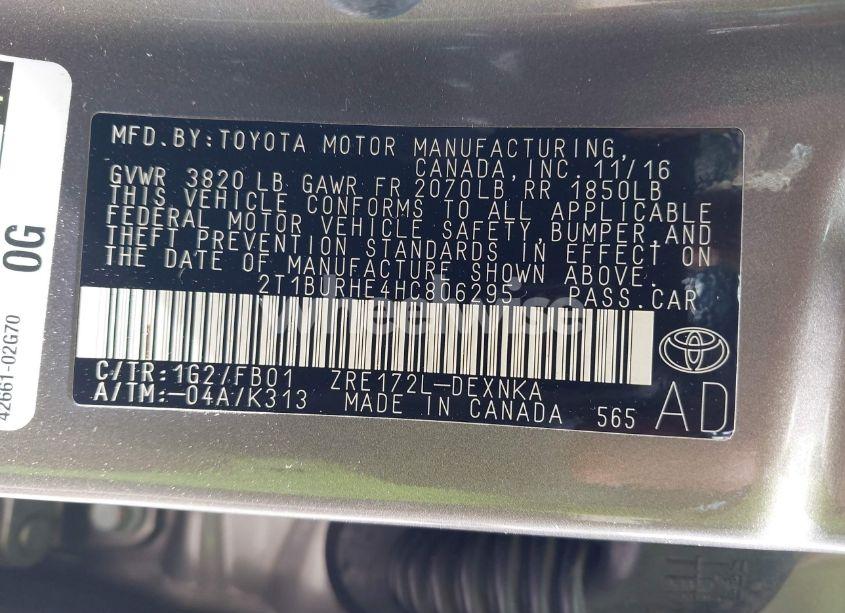 MFD. BY: TOYOTA MOTOR MANUFACTURING,
CANADA, INC. 11/16
GVWR 3820 LB GAWR FR 2070LB, RR 1850LB
THIS VEHICLE CONFORMS TO ALL APPLICABLE
FEDERAL MOTOR VEHICLE SAFETY, BUMPER, AND
THEFT PREVENTION STANDARDS IN EFFECT ON
THE DATE OF MANUFACTURE SHOWN ABOVE.
2T1BURHE4HC806295 PASS. CAR
wheelwise
C/TR: 1G2/FB01 ZRE172L-DEXNKA
A/TM: -04A/K313 MADE IN CANADA 565 AD
0G
42661-02G70